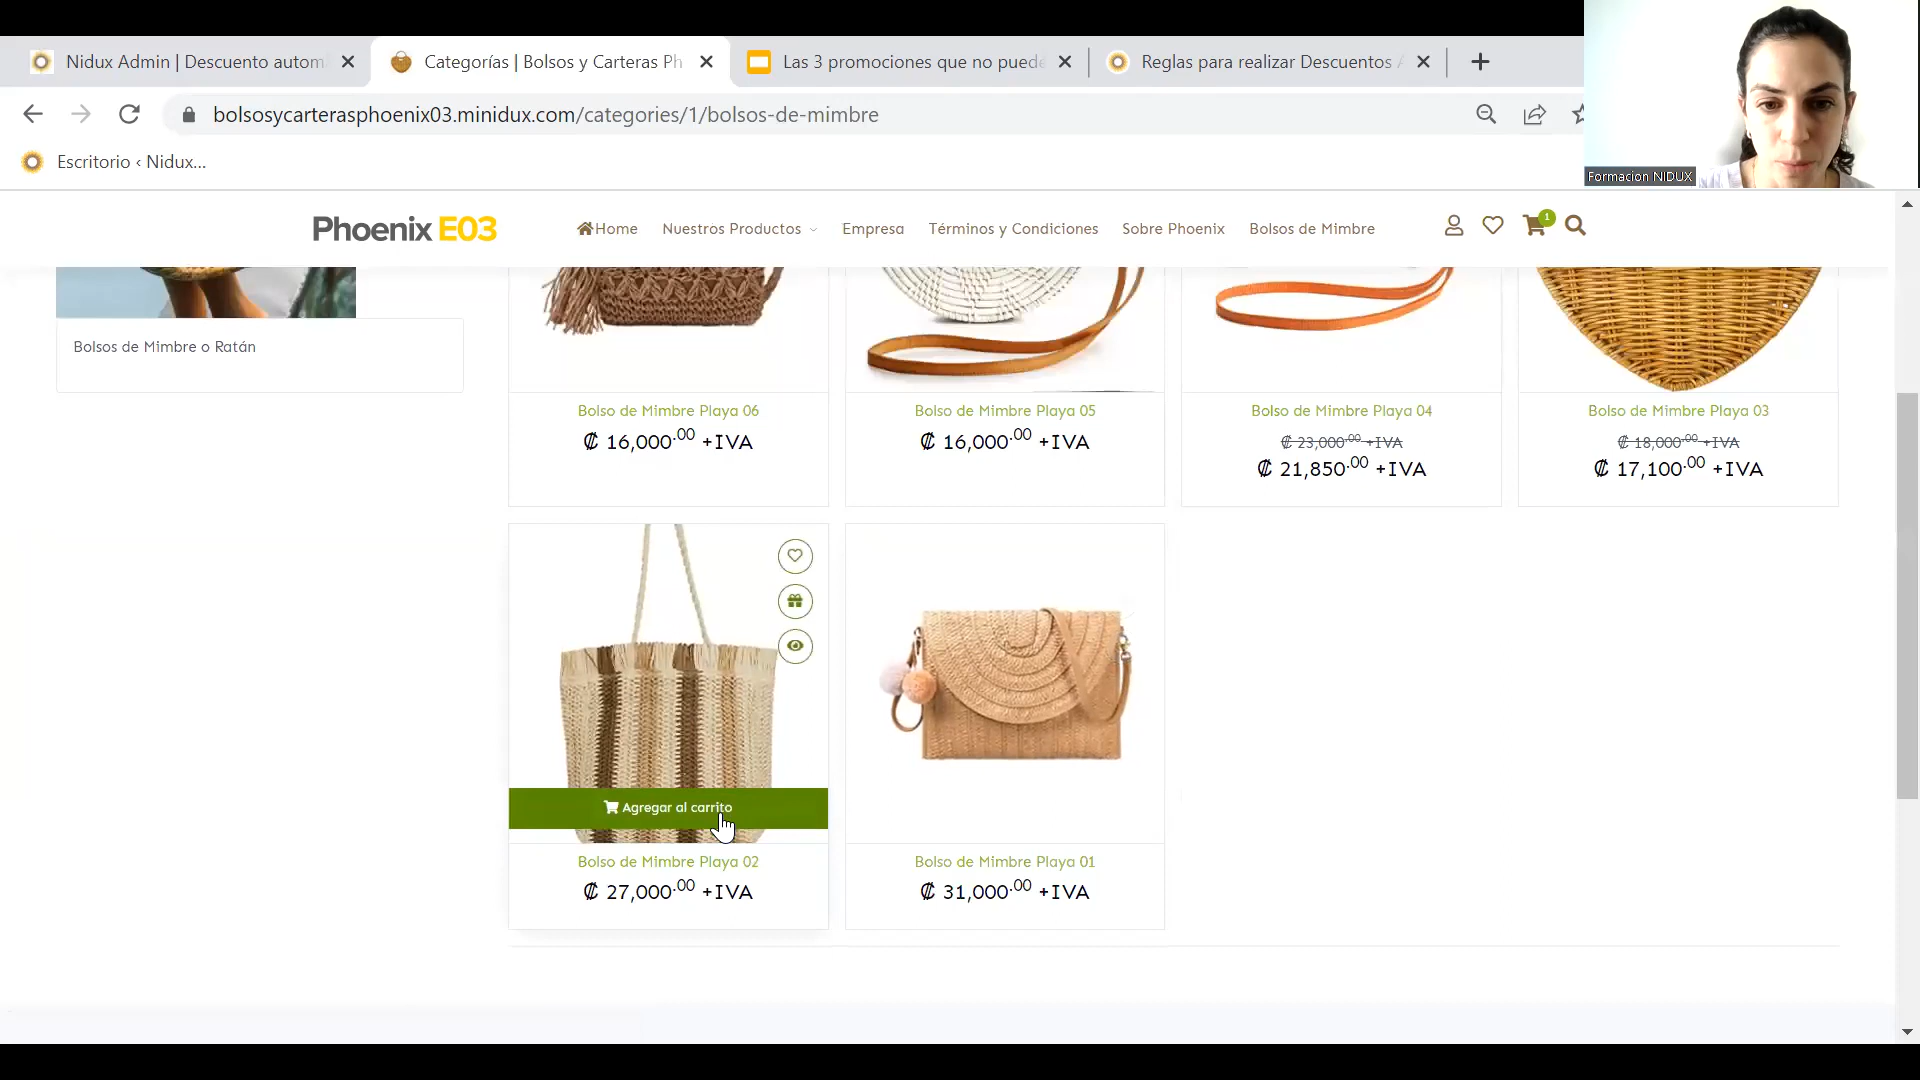 Nidux Admin | Descuento autom
Categorías | Bolsos y Carteras Ph
Las 3 promociones que no puede
Reglas para realizar Descuentos A
bolsosycarterasphoenix03.minidux.com/categories/1/bolsos-de-mimbre
Escritorio ‹ Nidux...
Formacion NIDUX
Phoenix E03
Home
Nuestros Productos
Empresa
Términos y Condiciones
Sobre Phoenix
Bolsos de Mimbre
1
Bolsos de Mimbre o Ratán
Bolso de Mimbre Playa 06
₡ 16,000.00 +IVA
Bolso de Mimbre Playa 05
₡ 16,000.00 +IVA
Bolso de Mimbre Playa 04
₡ 23,000.00 +IVA
₡ 21,850.00 +IVA
Bolso de Mimbre Playa 03
₡ 18,000.00 +IVA
₡ 17,100.00 +IVA
Agregar al carrito
Bolso de Mimbre Playa 02
₡ 27,000.00 +IVA
Bolso de Mimbre Playa 01
₡ 31,000.00 +IVA